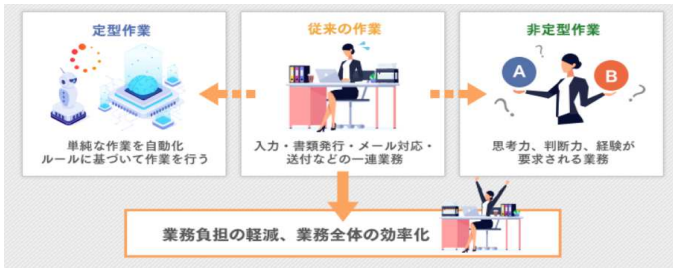 定型作業
単純な作業を自動化
ルールに基づいて作業を行う
従来の作業
入力・書類発行・メール対応・
送付などの一連業務
非定型作業
A
B
?
?
?
思考力、判断力、経験が
要求される業務
業務負担の軽減、業務全体の効率化